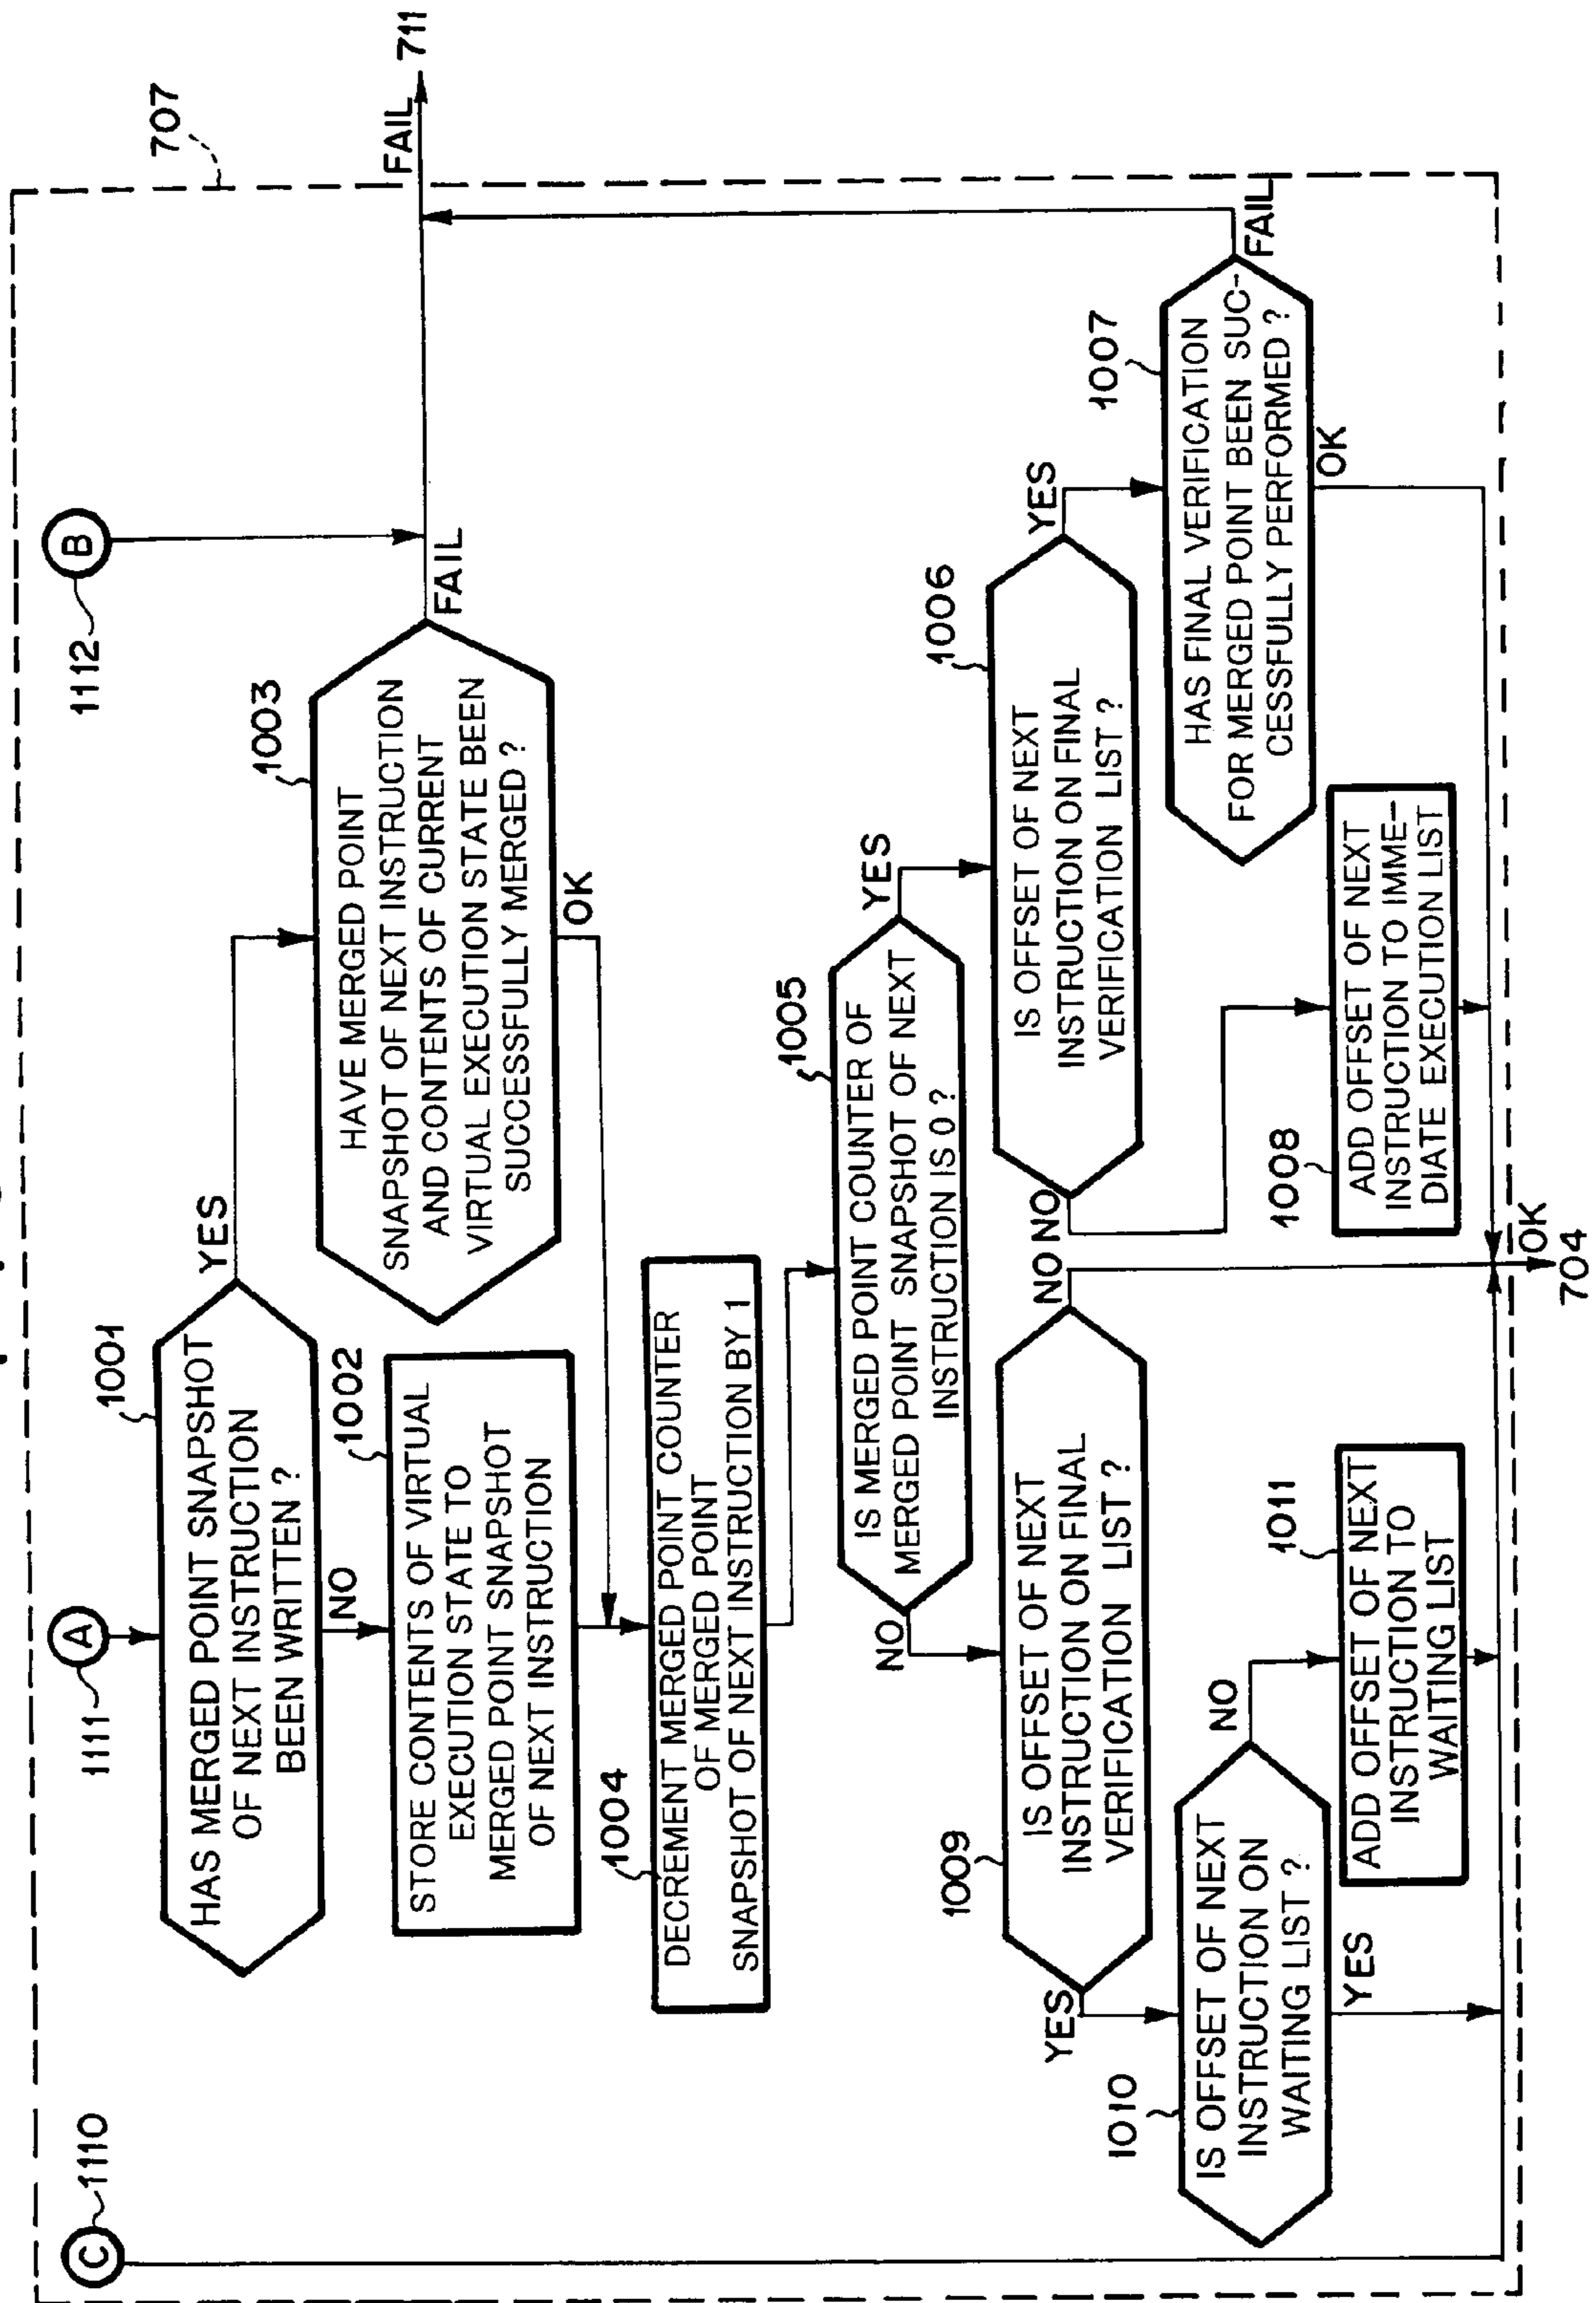 C
1110
1111
A
B
1112
707
1001
HAS MERGED POINT SNAPSHOT
OF NEXT INSTRUCTION
BEEN WRITTEN ?
YES
NO
1002
STORE CONTENTS OF VIRTUAL
EXECUTION STATE TO
MERGED POINT SNAPSHOT
OF NEXT INSTRUCTION
1003
HAVE MERGED POINT
SNAPSHOT OF NEXT INSTRUCTION
AND CONTENTS OF CURRENT
VIRTUAL EXECUTION STATE BEEN
SUCCESSFULLY MERGED ?
FAIL
OK
FAIL
711
1004
DECREMENT MERGED POINT COUNTER
OF MERGED POINT
SNAPSHOT OF NEXT INSTRUCTION BY 1
1005
IS MERGED POINT COUNTER OF
MERGED POINT SNAPSHOT OF NEXT
INSTRUCTION IS 0 ?
NO
YES
1009
IS OFFSET OF NEXT
INSTRUCTION ON FINAL
VERIFICATION LIST ?
YES
NO
1006
IS OFFSET OF NEXT
INSTRUCTION ON FINAL
VERIFICATION LIST ?
NO
YES
1010
IS OFFSET OF NEXT
INSTRUCTION ON
WAITING LIST ?
NO
YES
1011
ADD OFFSET OF NEXT
INSTRUCTION TO
WAITING LIST
1008
ADD OFFSET OF NEXT
INSTRUCTION TO IMME-
DIATE EXECUTION LIST
1007
HAS FINAL VERIFICATION
FOR MERGED POINT BEEN SUC-
CESSFULLY PERFORMED ?
FAIL
OK
OK
704